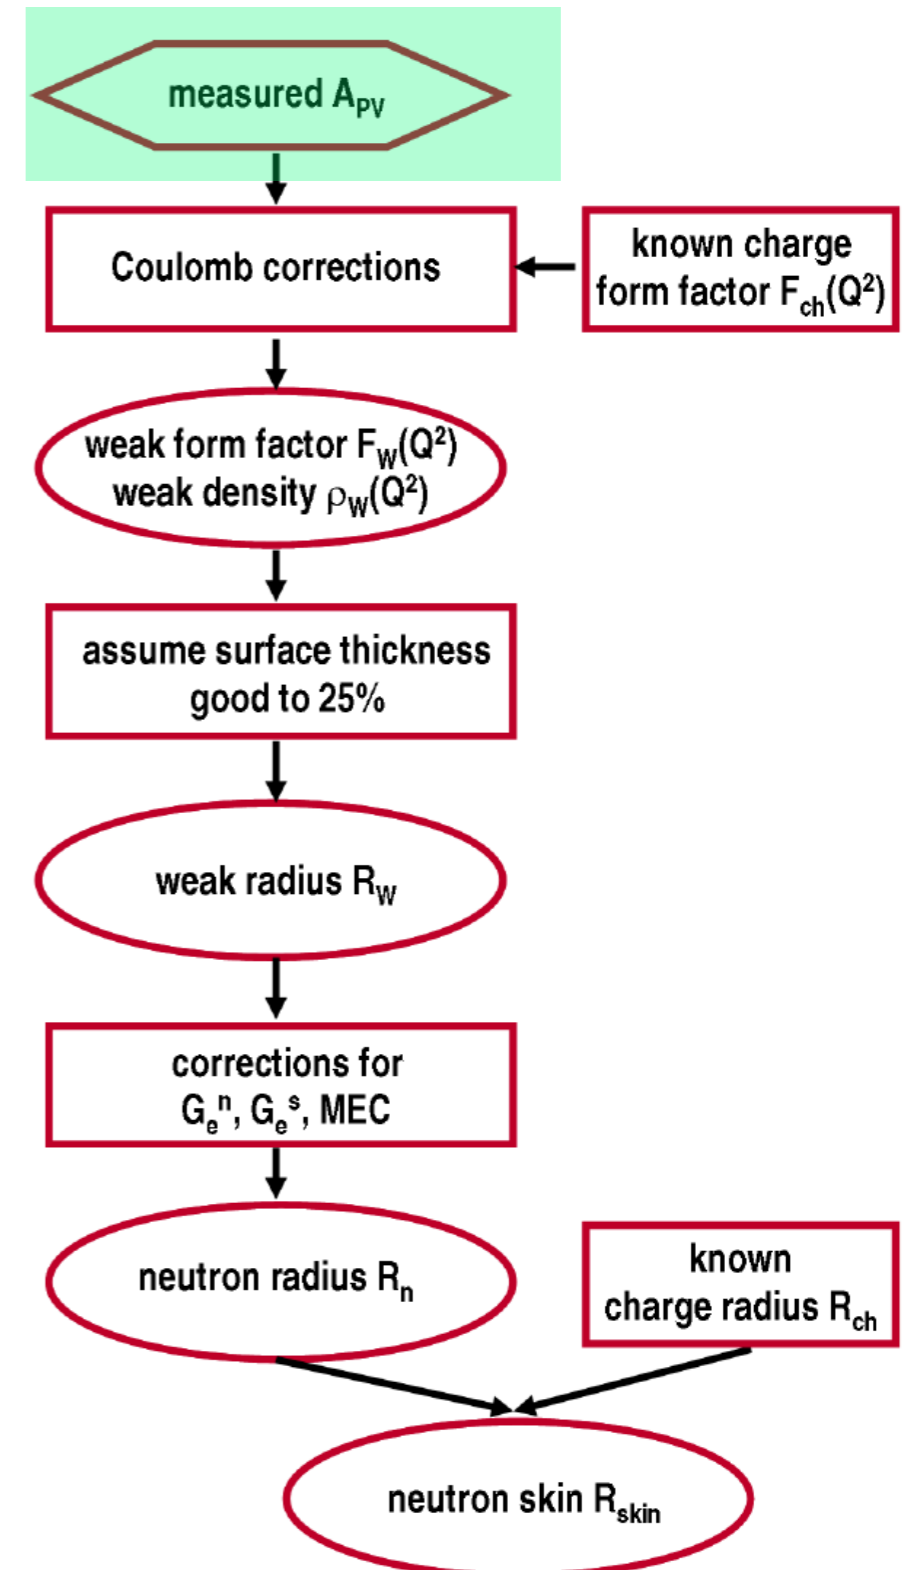 measured A_PV
Coulomb corrections
known charge
form factor F_ch(Q²)
weak form factor F_W(Q²)
weak density ρ_W(Q²)
assume surface thickness
good to 25%
weak radius R_W
corrections for
G_e^n, G_e^s, MEC
neutron radius R_n
known
charge radius R_ch
neutron skin R_skin